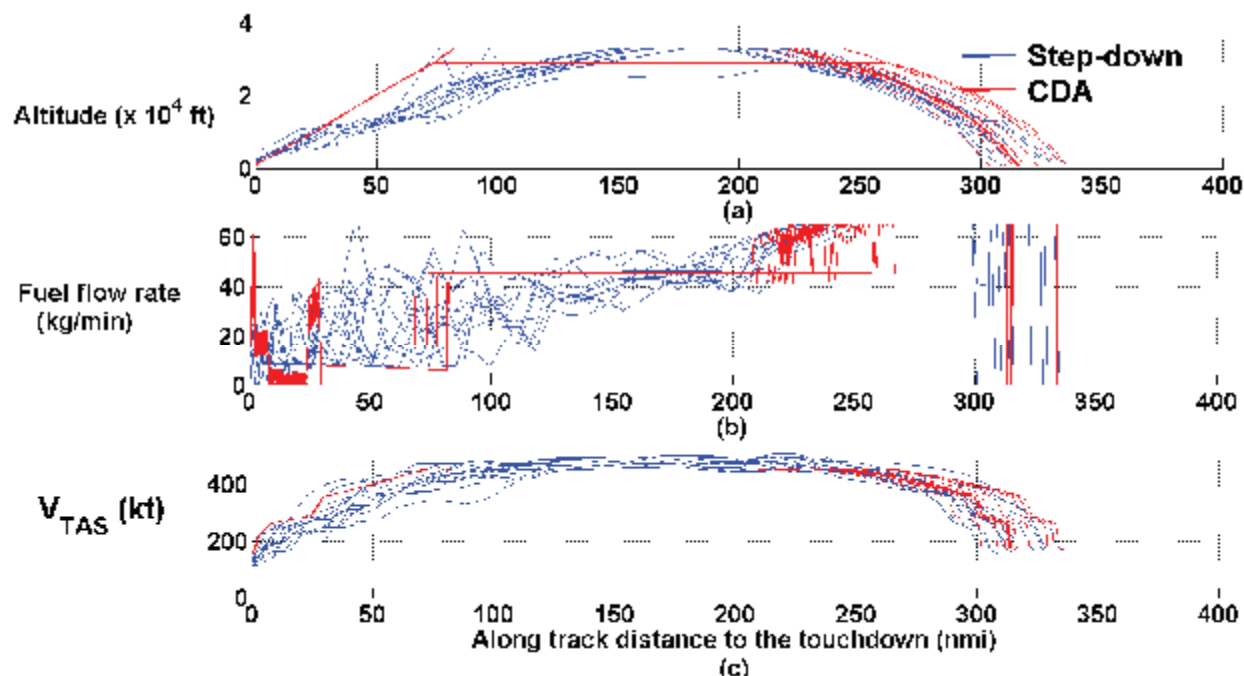 4
Step-down
CDA
Altitude (x 10^4 ft)
2
0
0 50 100 150 200 250 300 350 400
(a)
60
Fuel flow rate
40
(kg/min)
20
0
0 50 100 150 200 250 300 350 400
(b)
400
V_TAS (kt)
200
0
0 50 100 150 200 250 300 350 400
Along track distance to the touchdown (nmi)
(c)